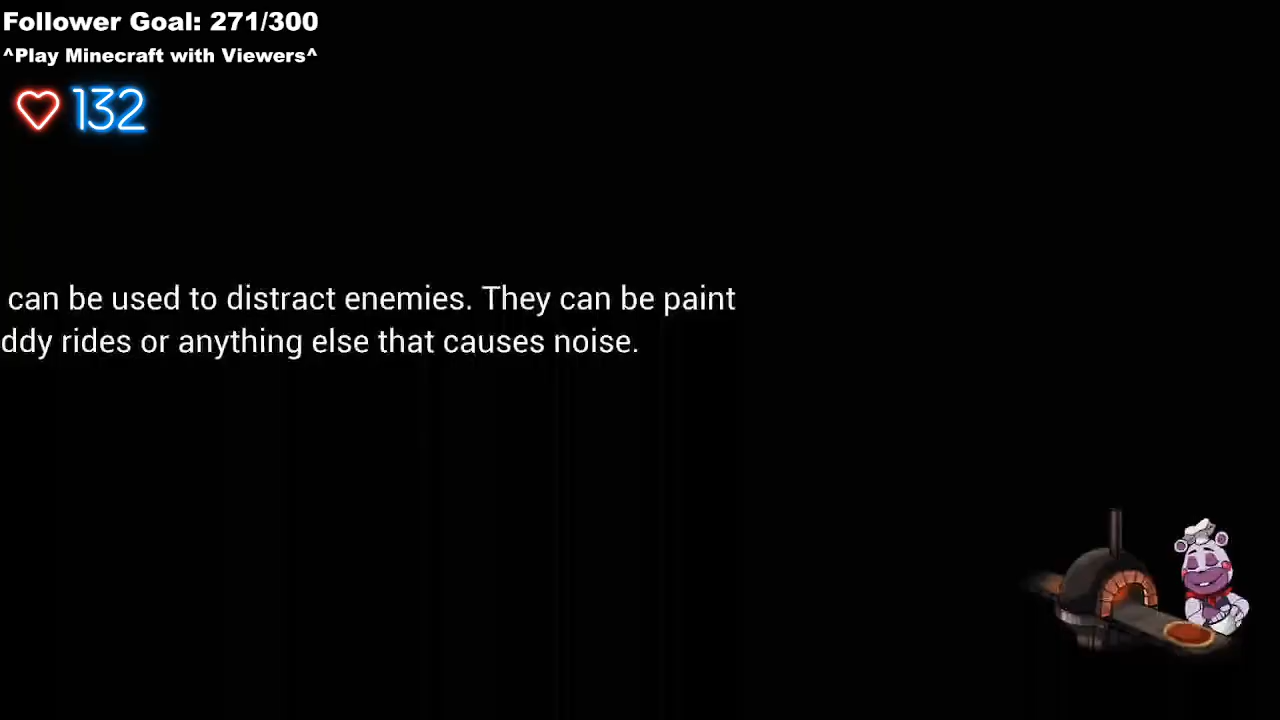 Follower Goal: 271/300
^Play Minecraft with Viewers^
132
can be used to distract enemies. They can be paint
ddy rides or anything else that causes noise.